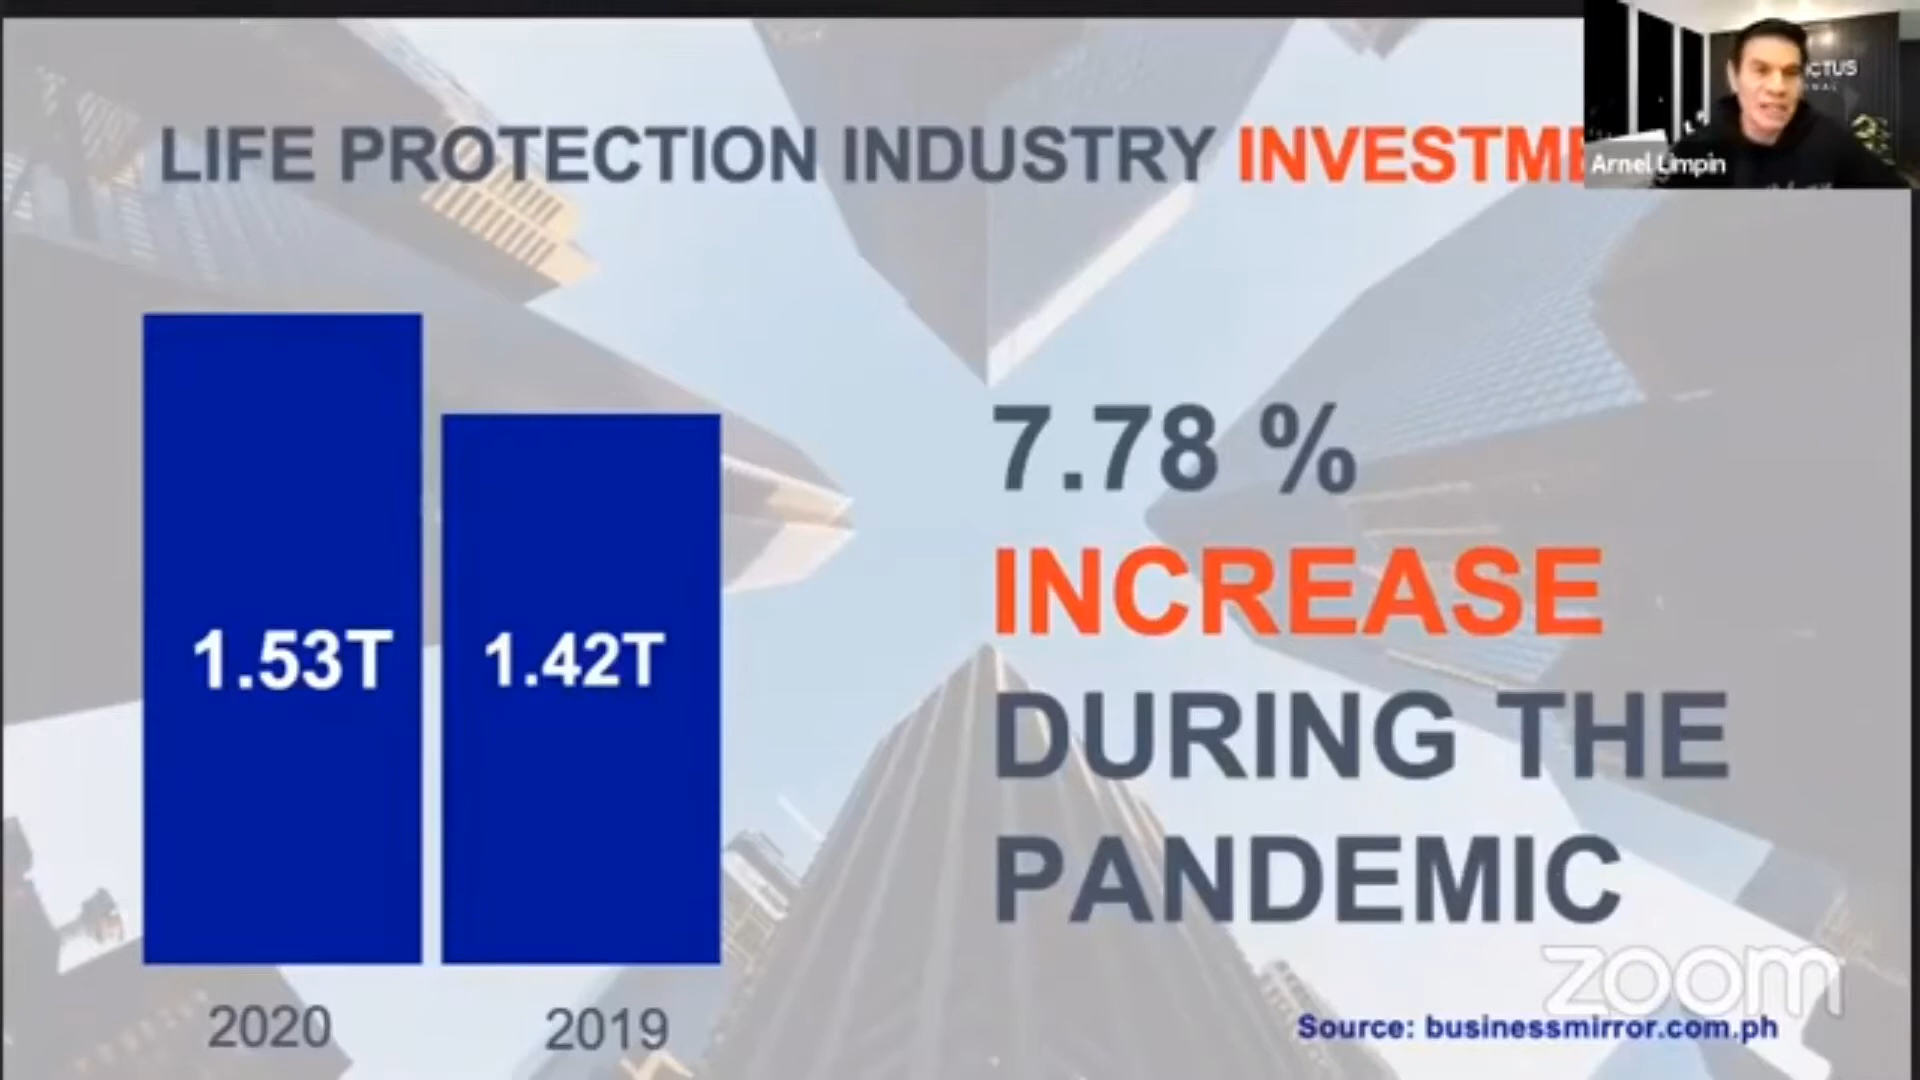 LIFE PROTECTION INDUSTRY INVESTME
CTUS
Arnel Limpin
7.78 %
INCREASE
DURING THE
PANDEMIC
1.53T
1.42T
2020
2019
zoom
Source: businessmirror.com.ph